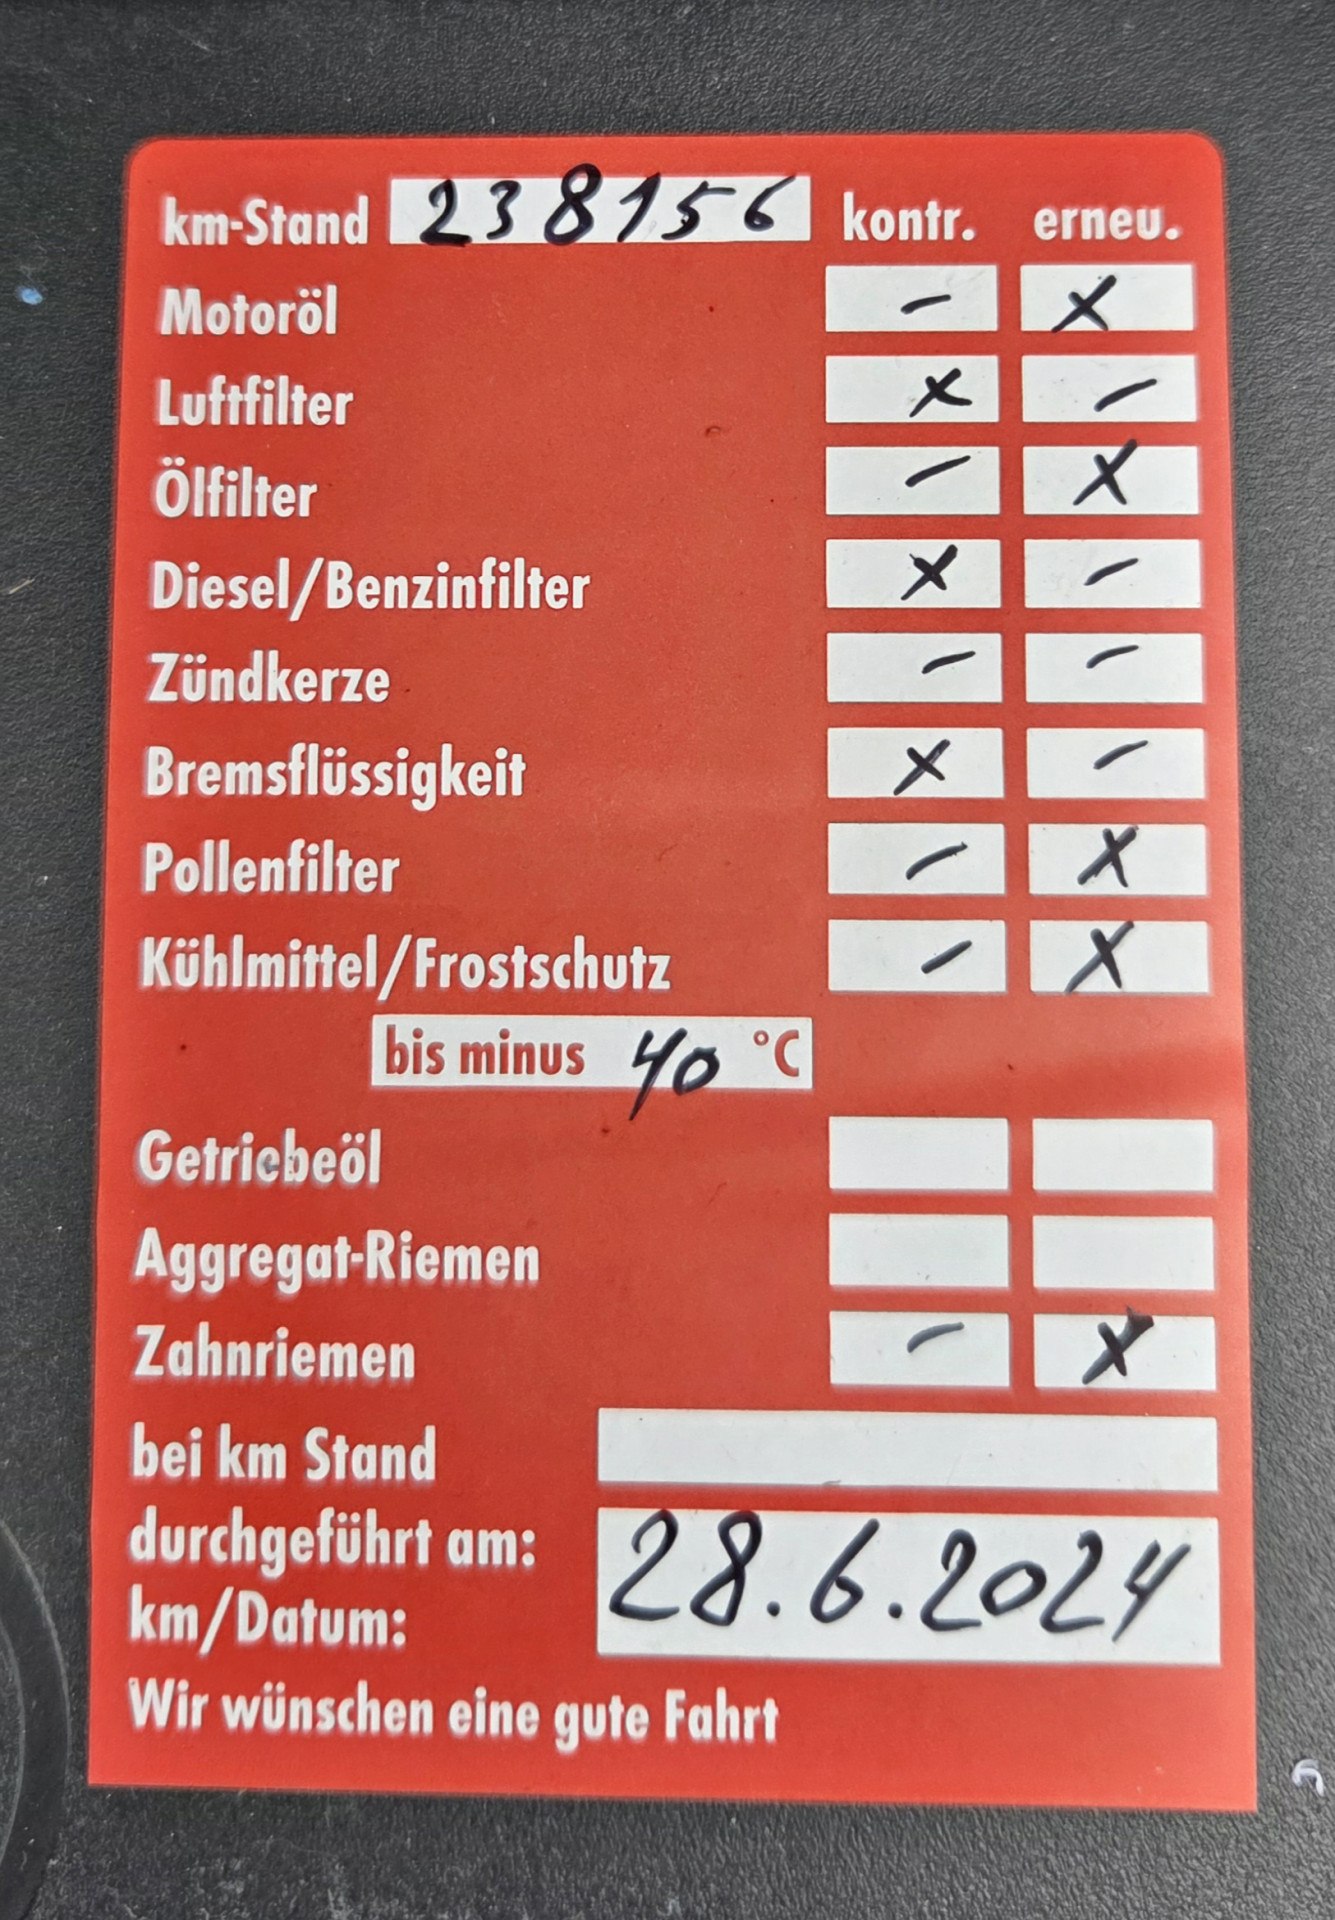 km-Stand 238156 kontr. erneu.
Motoröl - x
Luftfilter x -
Ölfilter - x
Diesel/Benzinfilter x -
Zündkerze - -
Bremsflüssigkeit x -
Pollenfilter - x
Kühlmittel/Frostschutz - x
bis minus 40 °C
Getriebeöl
Aggregat-Riemen
Zahnriemen - x
bei km Stand
durchgeführt am: 28.6.2024
km/Datum:
Wir wünschen eine gute Fahrt